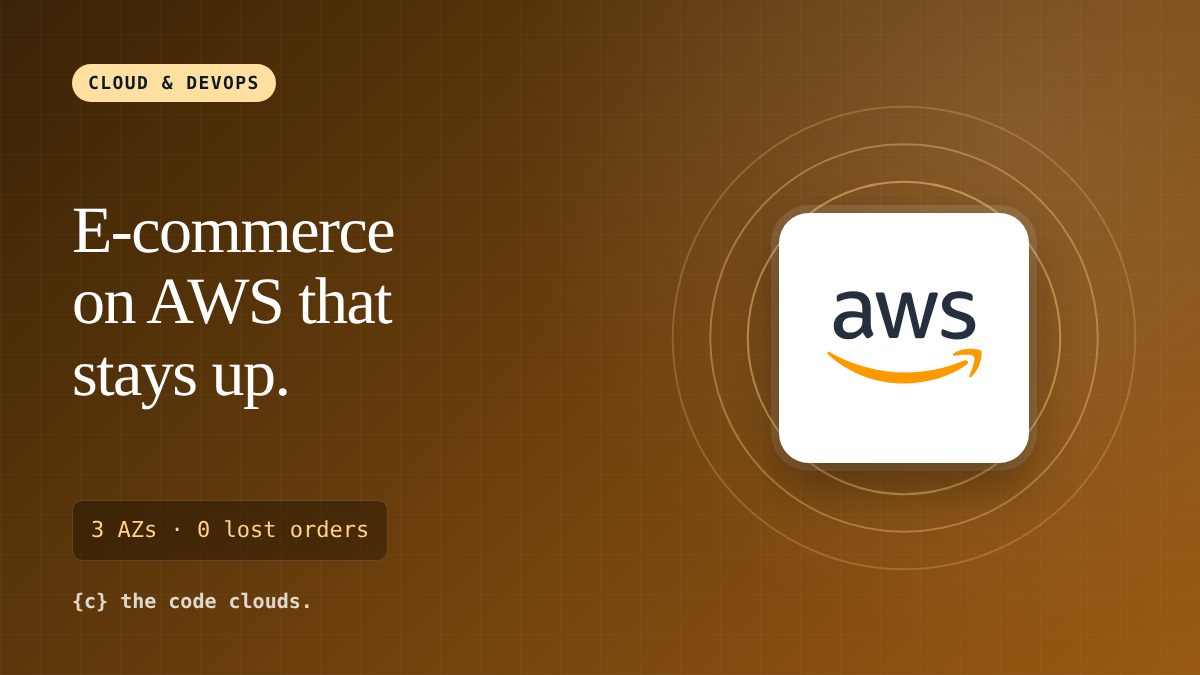 CLOUD & DEVOPS
E-commerce
on AWS that
stays up.
aws
3 AZs · 0 lost orders
{c} the code clouds.